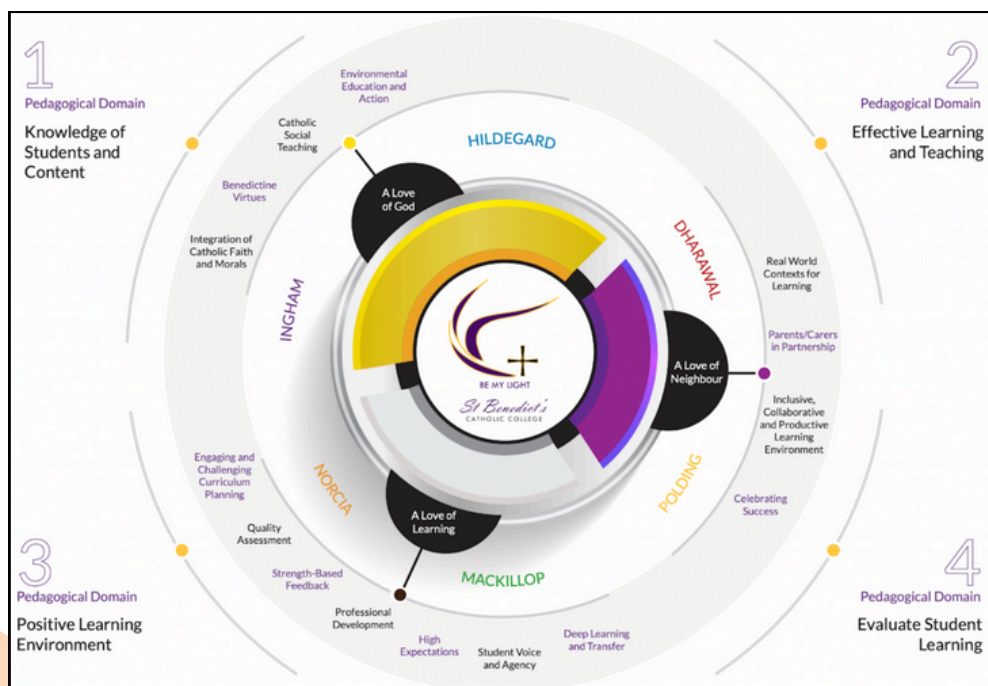 1
Pedagogical Domain
Knowledge of
Students and
Content
2
Pedagogical Domain
Effective Learning
and Teaching
Environmental
Education and
Action
Catholic
Social
Teaching
Benedictine
Virtues
Integration of
Catholic Faith
and Morals
HILDEGARD
A Love
of God
DHARAWAL
INGHAM
Real World
Contexts for
Learning
Parents/Carers
in Partnership
A Love of
Neighbour
Inclusive,
Collaborative
and Productive
Learning
Environment
Celebrating
Success
BE MY LIGHT
St Benedict's
CATHOLIC COLLEGE
NORCIA
POLDING
A Love of
Learning
MACKILLOP
Engaging and
Challenging
Curriculum
Planning
Quality
Assessment
Strength-Based
Feedback
Professional
Development
High
Expectations
Student Voice
and Agency
Deep Learning
and Transfer
3
Pedagogical Domain
Positive Learning
Environment
4
Pedagogical Domain
Evaluate Student
Learning